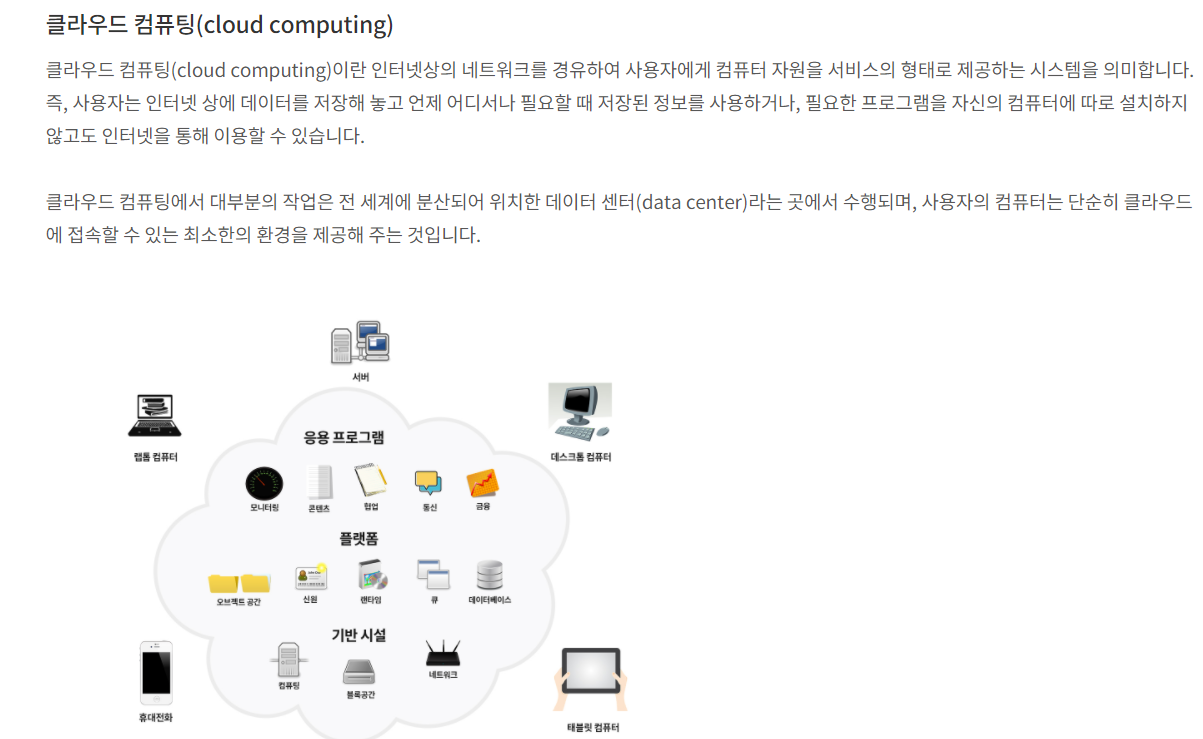 클라우드 컴퓨팅(cloud computing)
클라우드 컴퓨팅(cloud computing)이란 인터넷상의 네트워크를 경유하여 사용자에게 컴퓨터 자원을 서비스의 형태로 제공하는 시스템을 의미합니다.
즉, 사용자는 인터넷 상에 데이터를 저장해 놓고 언제 어디서나 필요할 때 저장된 정보를 사용하거나, 필요한 프로그램을 자신의 컴퓨터에 따로 설치하지
않고도 인터넷을 통해 이용할 수 있습니다.
클라우드 컴퓨팅에서 대부분의 작업은 전 세계에 분산되어 위치한 데이터 센터(data center)라는 곳에서 수행되며, 사용자의 컴퓨터는 단순히 클라우드
에 접속할 수 있는 최소한의 환경을 제공해 주는 것입니다.
서버
랩톱 컴퓨터
데스크톱 컴퓨터
응용 프로그램
모니터링 콘텐츠 협업 통신 금융
플랫폼
오브젝트 공간 신원 랜타임 큐 데이터베이스
기반 시설
컴퓨팅 블록공간 네트워크
휴대전화
태블릿 컴퓨터